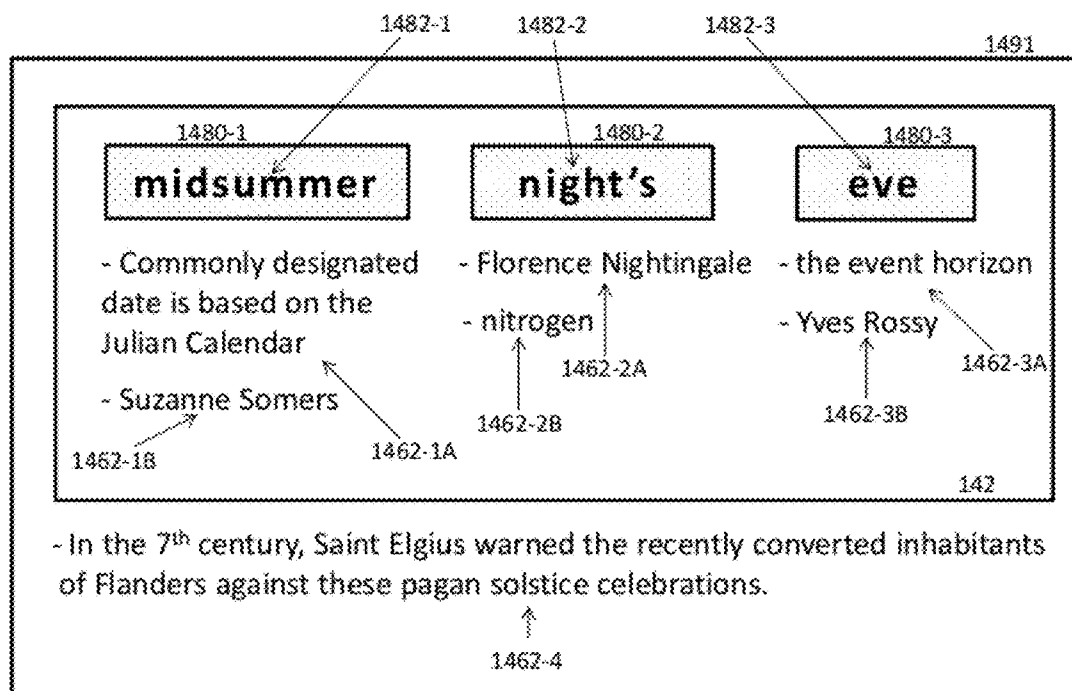 1482-1 1482-2 1482-3
1491
1480-1 1480-2 1480-3
midsummer night's eve
- Commonly designated
date is based on the
Julian Calendar
- Suzanne Somers
1462-1B
1462-1A
- Florence Nightingale
- nitrogen
1462-2A
1462-2B
- the event horizon
- Yves Rossy
1462-3A
1462-3B
142
- In the 7th century, Saint Elgius warned the recently converted inhabitants
of Flanders against these pagan solstice celebrations.
1462-4